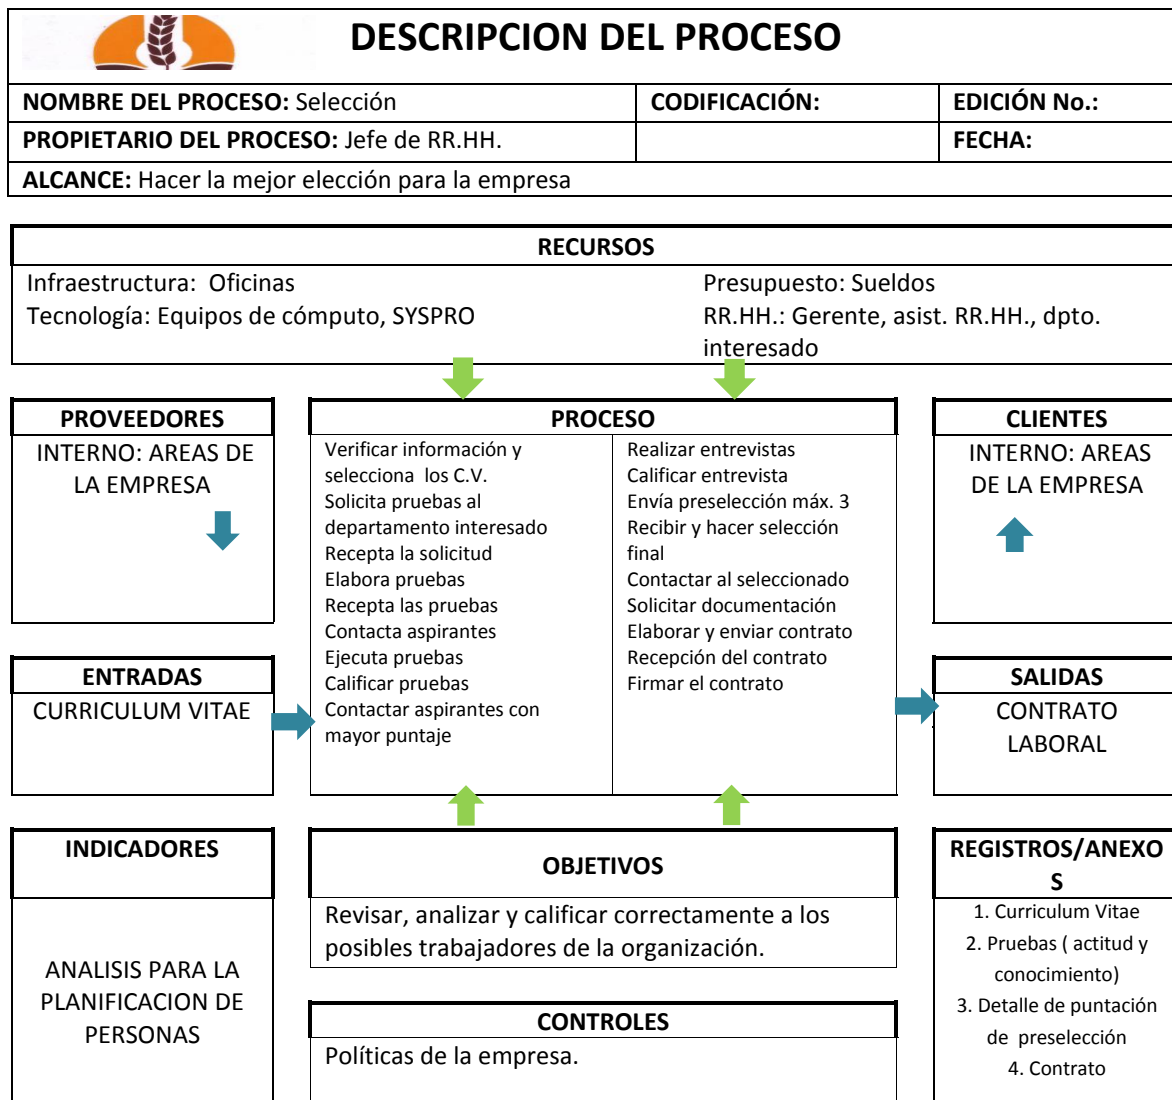 DESCRIPCION DEL PROCESO
NOMBRE DEL PROCESO: Selección
CODIFICACIÓN:
EDICIÓN No.:
PROPIETARIO DEL PROCESO: Jefe de RR.HH.
FECHA:
ALCANCE: Hacer la mejor elección para la empresa
RECURSOS
Infraestructura:  Oficinas
Tecnología: Equipos de cómputo, SYSPRO
Presupuesto: Sueldos
RR.HH.: Gerente, asist. RR.HH., dpto.
interesado
PROVEEDORES
INTERNO: AREAS DE
LA EMPRESA
PROCESO
Verificar información y
selecciona  los C.V.
Solicita pruebas al
departamento interesado
Recepta la solicitud
Elabora pruebas
Recepta las pruebas
Contacta aspirantes
Ejecuta pruebas
Calificar pruebas
Contactar aspirantes con
mayor puntaje
Realizar entrevistas
Calificar entrevista
Envía preselección máx. 3
Recibir y hacer selección
final
Contactar al seleccionado
Solicitar documentación
Elaborar y enviar contrato
Recepción del contrato
Firmar el contrato
CLIENTES
INTERNO: AREAS
DE LA EMPRESA
ENTRADAS
CURRICULUM VITAE
SALIDAS
CONTRATO
LABORAL
INDICADORES
ANALISIS PARA LA
PLANIFICACION DE
PERSONAS
OBJETIVOS
Revisar, analizar y calificar correctamente a los
posibles trabajadores de la organización.
CONTROLES
Políticas de la empresa.
REGISTROS/ANEXO
S
1. Curriculum Vitae
2. Pruebas ( actitud y
conocimiento)
3. Detalle de puntación
de  preselección
4. Contrato